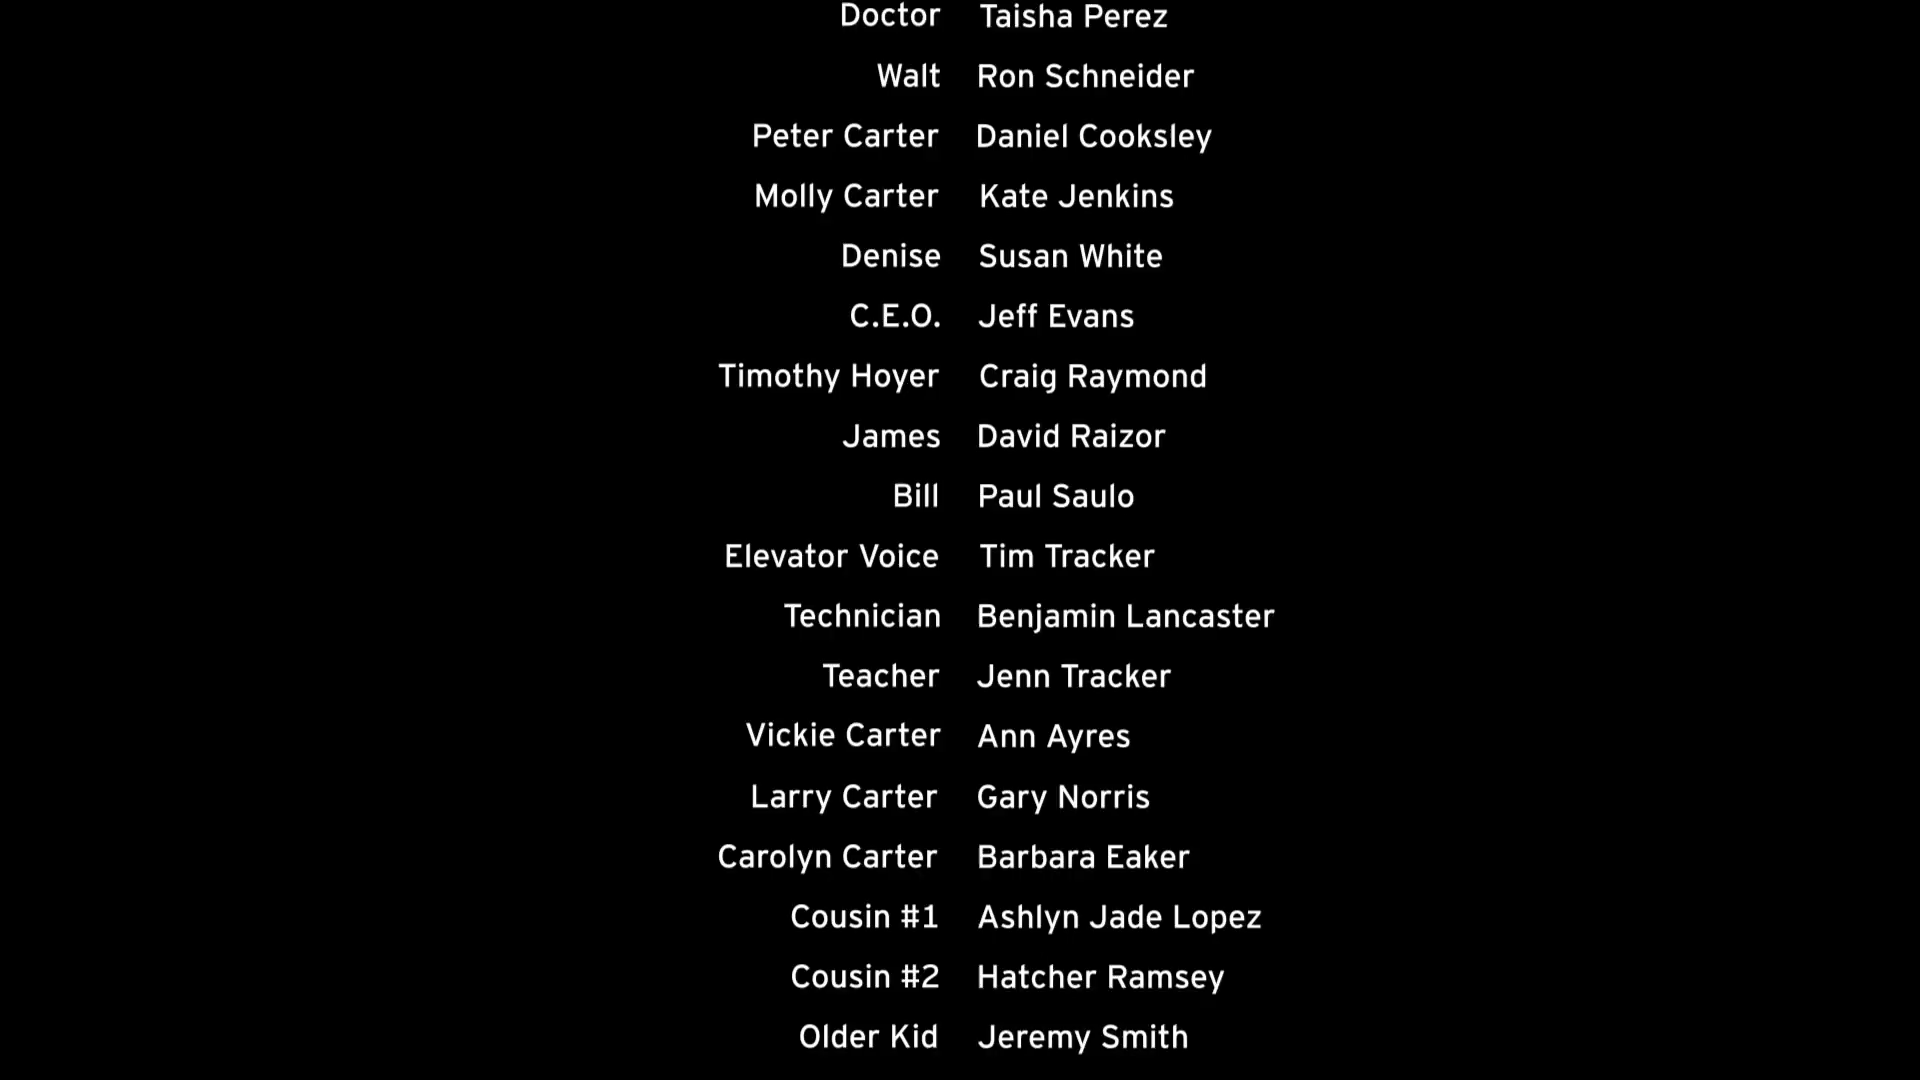 Doctor Taisha Perez
Walt Ron Schneider
Peter Carter Daniel Cooksley
Molly Carter Kate Jenkins
Denise Susan White
C.E.O. Jeff Evans
Timothy Hoyer Craig Raymond
James David Raizor
Bill Paul Saulo
Elevator Voice Tim Tracker
Technician Benjamin Lancaster
Teacher Jenn Tracker
Vickie Carter Ann Ayres
Larry Carter Gary Norris
Carolyn Carter Barbara Eaker
Cousin #1 Ashlyn Jade Lopez
Cousin #2 Hatcher Ramsey
Older Kid Jeremy Smith